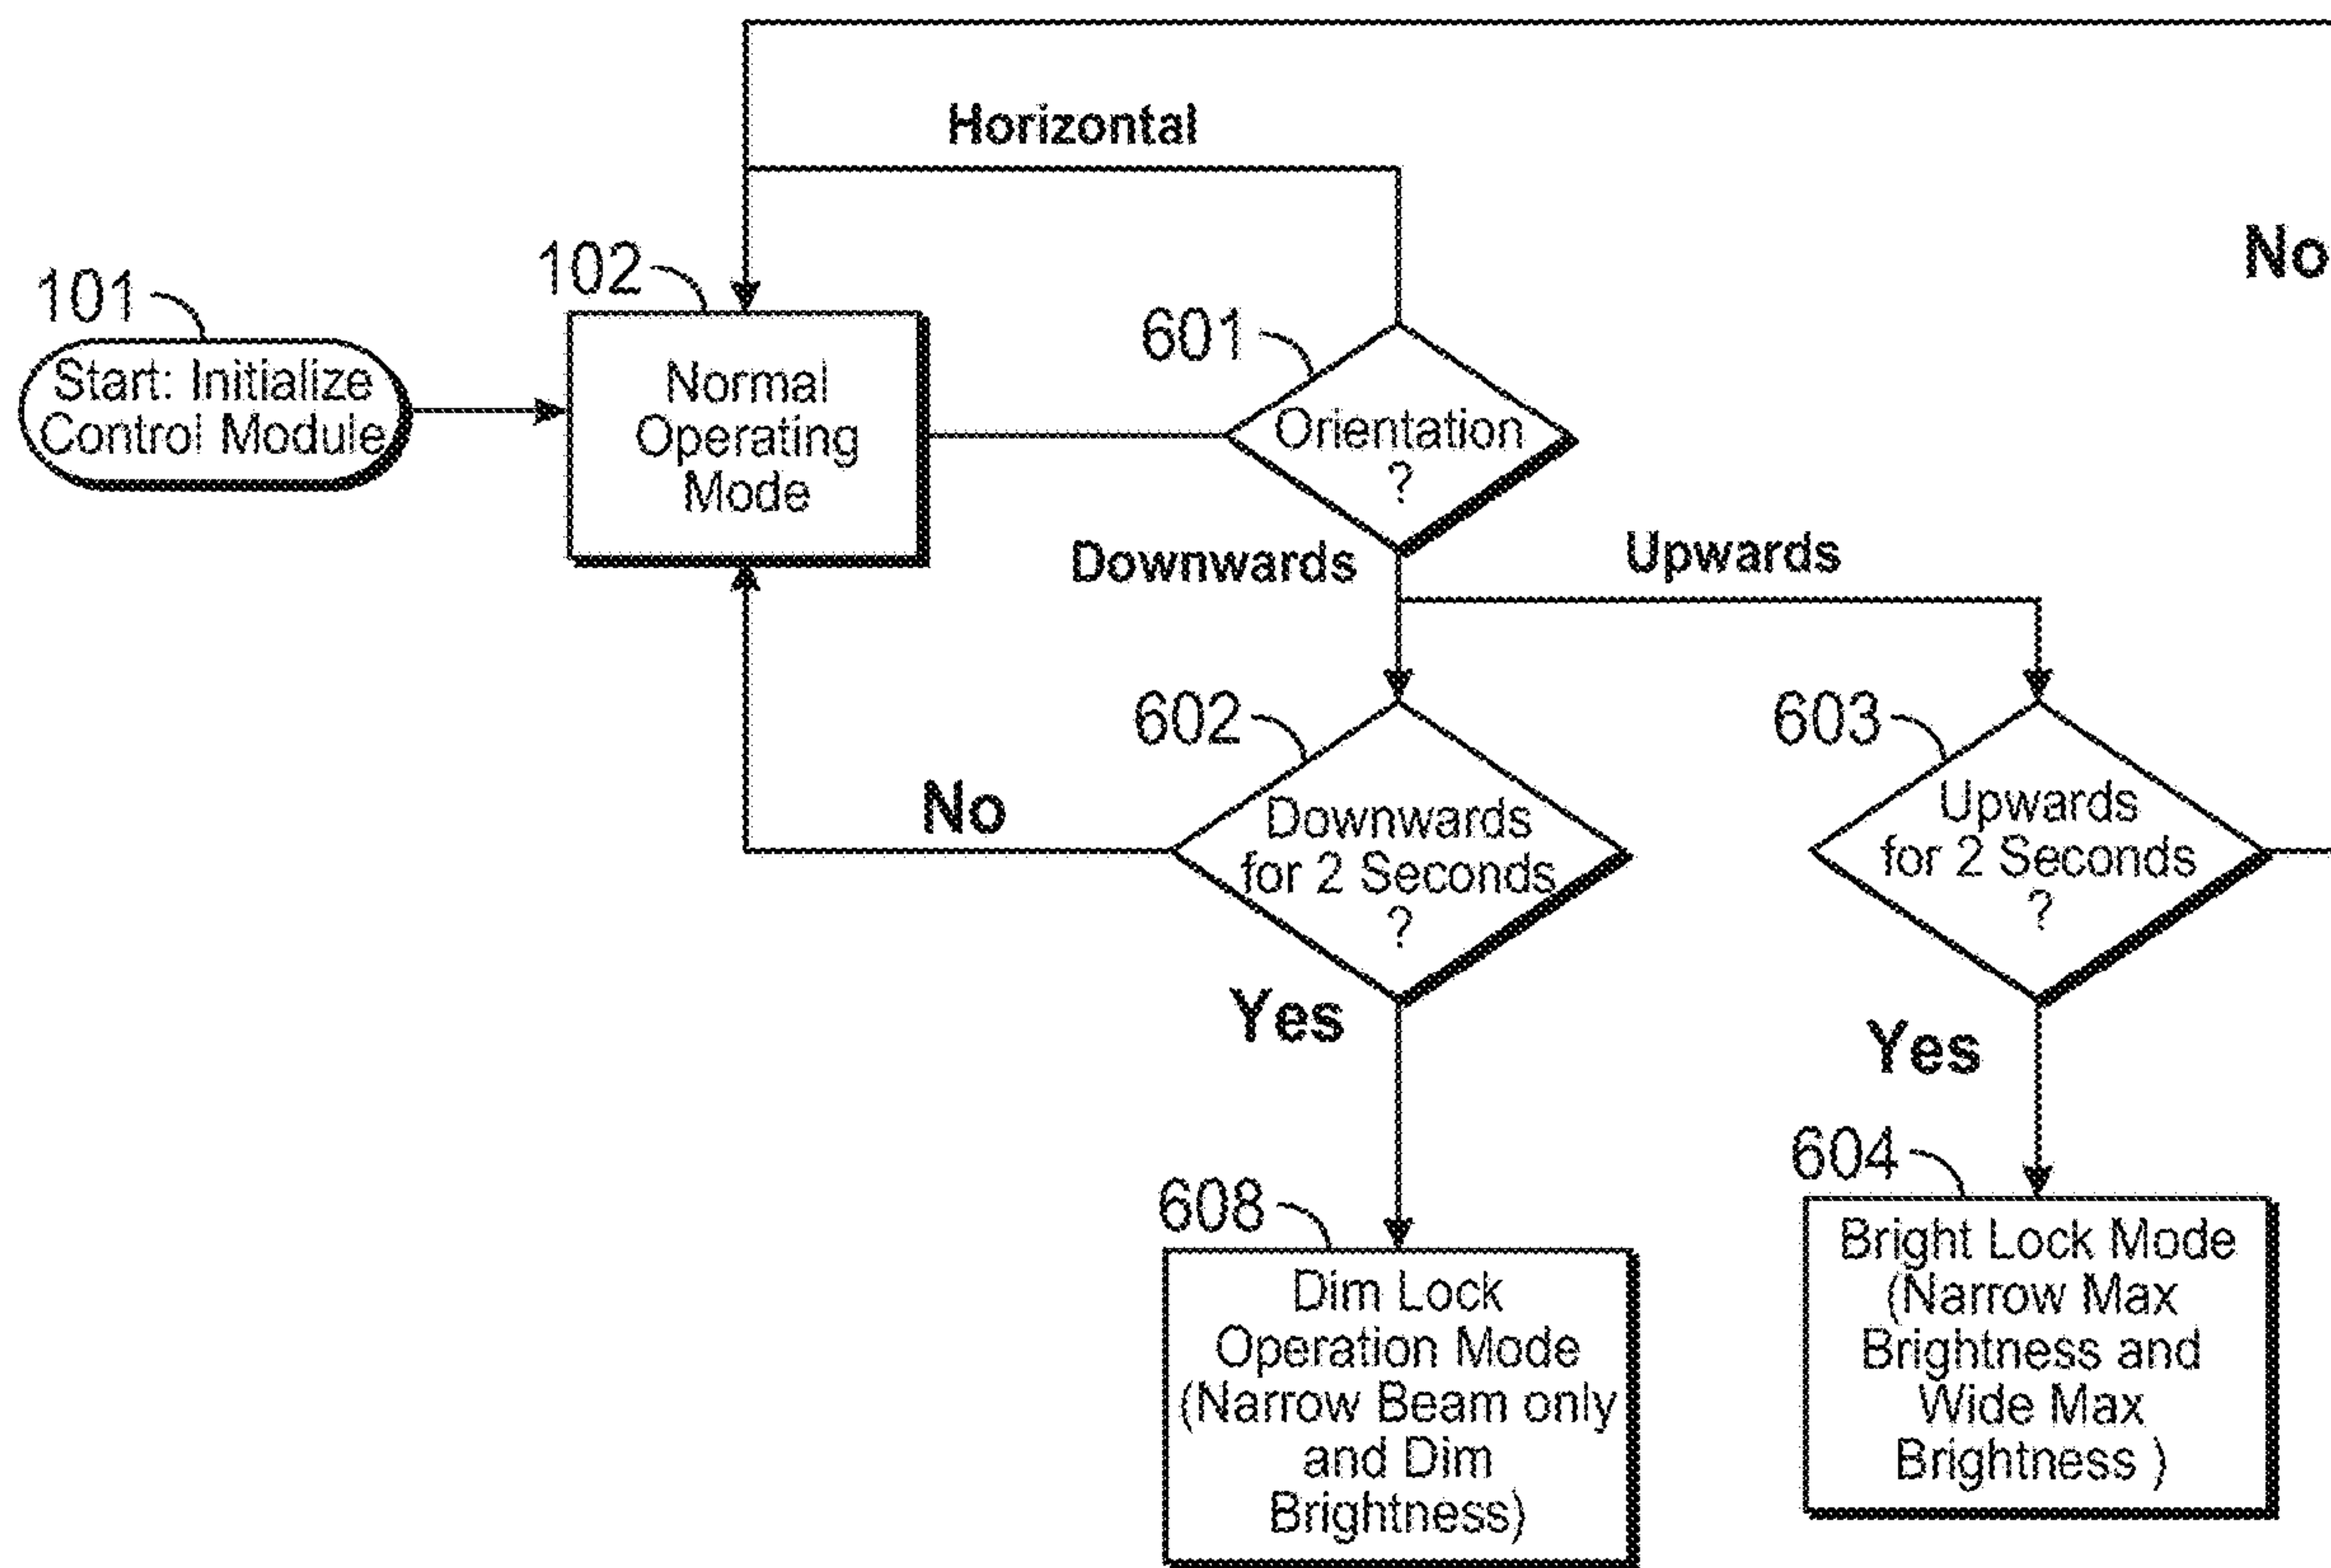 Horizontal
No
102
101
601
Start: Initialize
Control Module
Normal
Operating
Mode
Orientation
?
Downwards
Upwards
602
603
No
Downwards
for 2 Seconds
?
Upwards
for 2 Seconds
?
Yes
Yes
608
604
Dim Lock
Operation Mode
(Narrow Beam only
and Dim
Brightness)
Bright Lock Mode
(Narrow Max
Brightness and
Wide Max
Brightness )